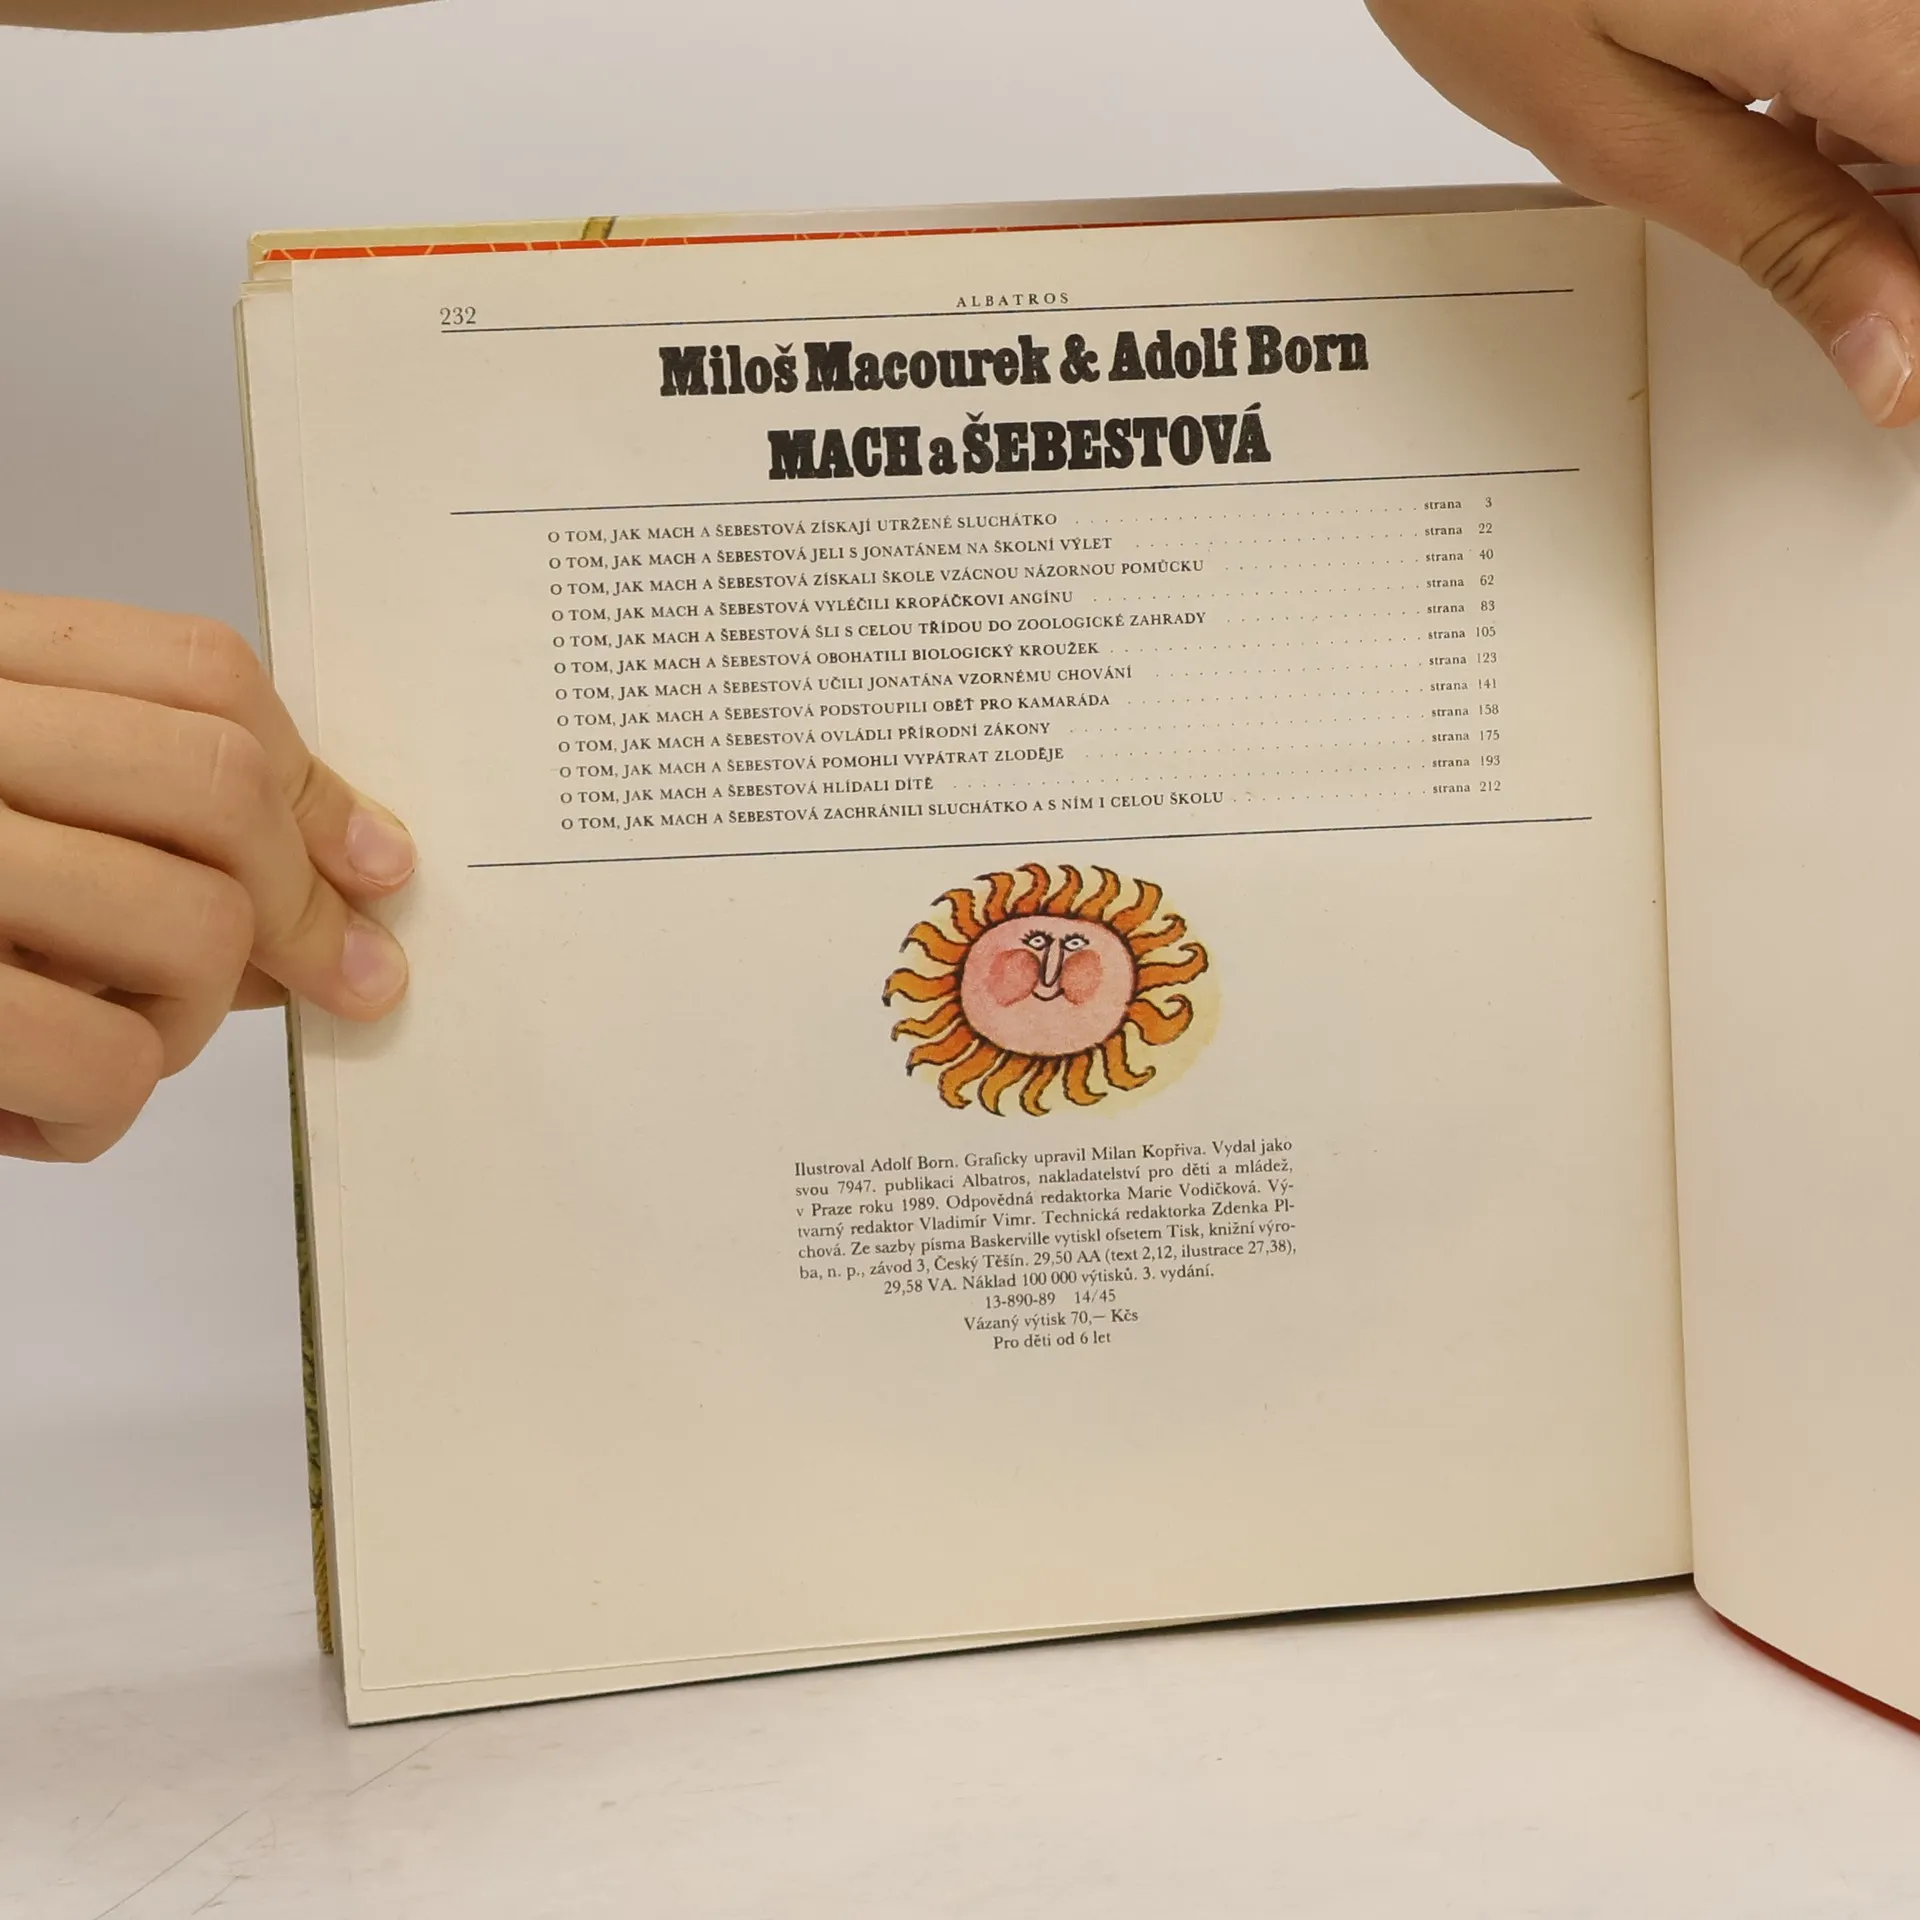 232
ALBATROS
Miloš Macourek & Adolf Born
MACH a ŠEBESTOVÁ
O TOM, JAK MACH A ŠEBESTOVÁ ZÍSKAJÍ UTRŽENÉ SLUCHÁTKO . . . . . . . . . . . . . . . . . . . . . . . . strana 3
O TOM, JAK MACH A ŠEBESTOVÁ JELI S JONATÁNEM NA ŠKOLNÍ VÝLET . . . . . . . . . . . . . . . . . . . . strana 22
O TOM, JAK MACH A ŠEBESTOVÁ ZÍSKALI ŠKOLE VZÁCNOU NÁZORNOU POMŮCKU . . . . . . . . . . . . . . strana 40
O TOM, JAK MACH A ŠEBESTOVÁ VYLÉČILI KROPÁČKOVI ANGÍNU . . . . . . . . . . . . . . . . . . . . . . . strana 62
O TOM, JAK MACH A ŠEBESTOVÁ ŠLI S CELOU TŘÍDOU DO ZOOLOGICKÉ ZAHRADY . . . . . . . . . . . . . . strana 83
O TOM, JAK MACH A ŠEBESTOVÁ OBOHATILI BIOLOGICKÝ KROUŽEK . . . . . . . . . . . . . . . . . . . . . . strana 105
O TOM, JAK MACH A ŠEBESTOVÁ UČILI JONATÁNA VZORNÉMU CHOVÁNÍ . . . . . . . . . . . . . . . . . . . strana 123
O TOM, JAK MACH A ŠEBESTOVÁ PODSTOUPILI OBĚŤ PRO KAMARÁDA . . . . . . . . . . . . . . . . . . . . . strana 141
O TOM, JAK MACH A ŠEBESTOVÁ OVLÁDLI PŘÍRODNÍ ZÁKONY . . . . . . . . . . . . . . . . . . . . . . . . . strana 158
O TOM, JAK MACH A ŠEBESTOVÁ POMOHLI VYPÁTRAT ZLODĚJE . . . . . . . . . . . . . . . . . . . . . . . . strana 175
O TOM, JAK MACH A ŠEBESTOVÁ HLÍDALI DÍTĚ . . . . . . . . . . . . . . . . . . . . . . . . . . . . . . . . . strana 193
O TOM, JAK MACH A ŠEBESTOVÁ ZACHRÁNILI SLUCHÁTKO A S NÍM I CELOU ŠKOLU . . . . . . . . . . . . . . strana 212
Ilustroval Adolf Born. Graficky upravil Milan Kopřiva. Vydal jako
svou 7947. publikaci Albatros, nakladatelství pro děti a mládež,
v Praze roku 1989. Odpovědná redaktorka Marie Vodičková. Vý-
tvarný redaktor Vladimír Vimr. Technická redaktorka Zdenka Pl-
chová. Ze sazby písma Baskerville vytiskl ofsetem Tisk, knižní výro-
ba, n. p., závod 3, Český Těšín. 29,50 AA (text 2,12, ilustrace 27,38),
29,58 VA. Náklad 100 000 výtisků. 3. vydání.
13-890-89 14/45
Vázaný výtisk 70,— Kčs
Pro děti od 6 let